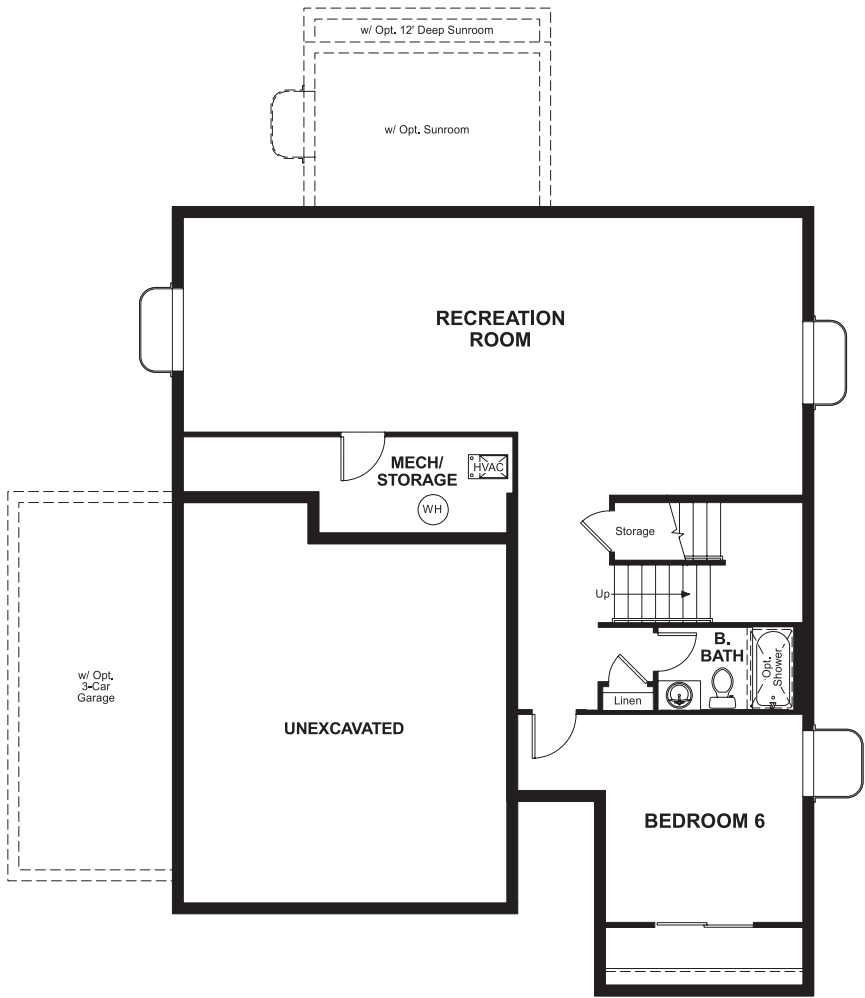 w/ Opt. 12' Deep Sunroom
w/ Opt. Sunroom
RECREATION
ROOM
MECH/
STORAGE
HVAC
WH
Storage
Up
B.
BATH
Opt.
Shower
Linen
w/ Opt.
3-Car
Garage
UNEXCAVATED
BEDROOM 6